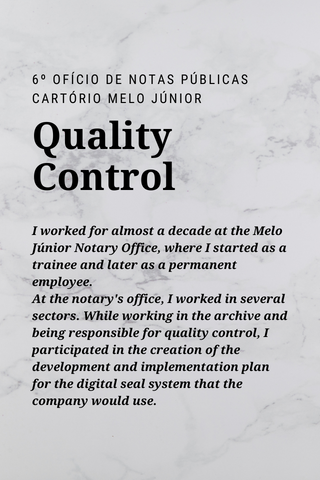 6º OFÍCIO DE NOTAS PÚBLICAS
CARTÓRIO MELO JÚNIOR
Quality
Control
I worked for almost a decade at the Melo
Júnior Notary Office, where I started as a
trainee and later as a permanent
employee.
At the notary's office, I worked in several
sectors. While working in the archive and
being responsible for quality control, I
participated in the creation of the
development and implementation plan
for the digital seal system that the
company would use.